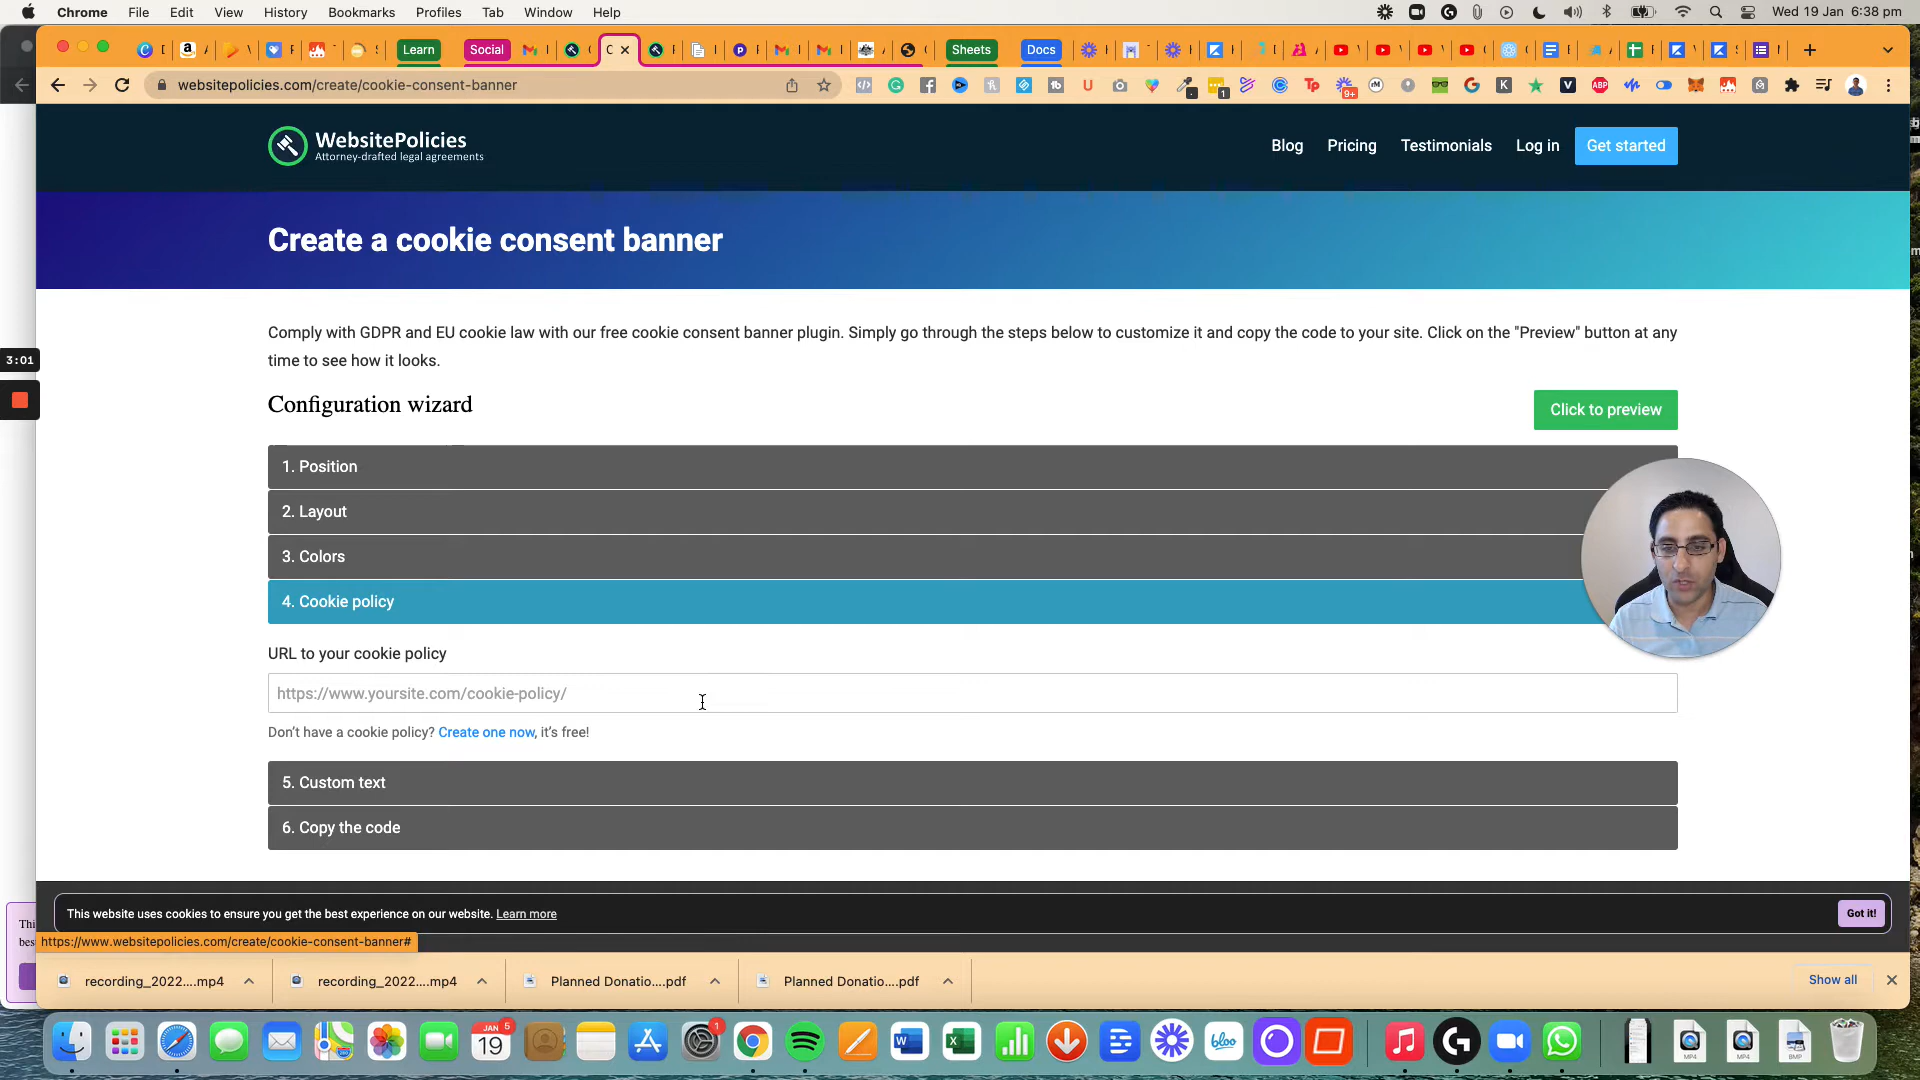 Chrome File Edit View History Bookmarks Profiles Tab Window Help Wed 19 Jan 6:38 pm
Learn Social Sheets Docs
websitepolicies.com/create/cookie-consent-banner
WebsitePolicies
Attorney-drafted legal agreements
Blog Pricing Testimonials Log in Get started
Create a cookie consent banner
Comply with GDPR and EU cookie law with our free cookie consent banner plugin. Simply go through the steps below to customize it and copy the code to your site. Click on the "Preview" button at any
time to see how it looks.
3:01
Configuration wizard
Click to preview
1. Position
2. Layout
3. Colors
4. Cookie policy
URL to your cookie policy
https://www.yoursite.com/cookie-policy/
Don't have a cookie policy? Create one now, it's free!
5. Custom text
6. Copy the code
This website uses cookies to ensure you get the best experience on our website. Learn more
Got it!
https://www.websitepolicies.com/create/cookie-consent-banner#
recording_2022....mp4 recording_2022....mp4 Planned Donatio....pdf Planned Donatio....pdf Show all
JAN
19
bloo